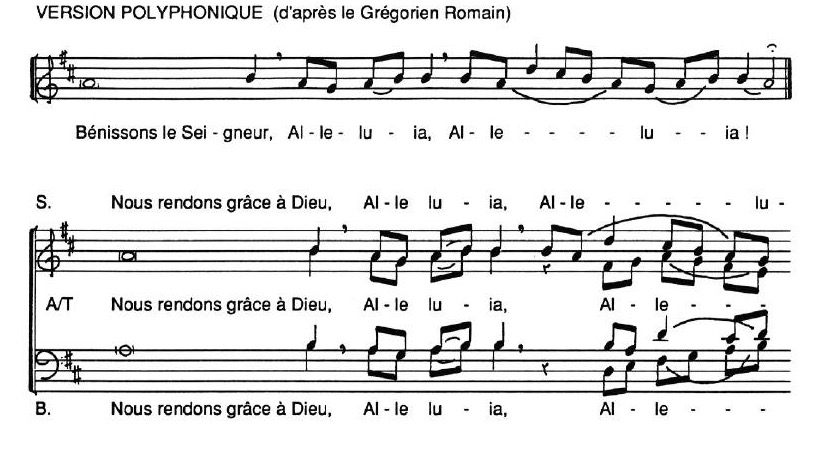 VERSION POLYPHONIQUE (d'après le Grégorien Romain)
Bénissons le Sei - gneur, Al - le - lu - ia, Al - le - - - - lu - - ia !
S. Nous rendons grâce à Dieu, Al - le lu - ia, Al - le - - - - - lu -
A/T Nous rendons grâce à Dieu, Al - le lu - ia, Al - le - - -
B. Nous rendons grâce à Dieu, Al - le lu - ia, Al - le - - -